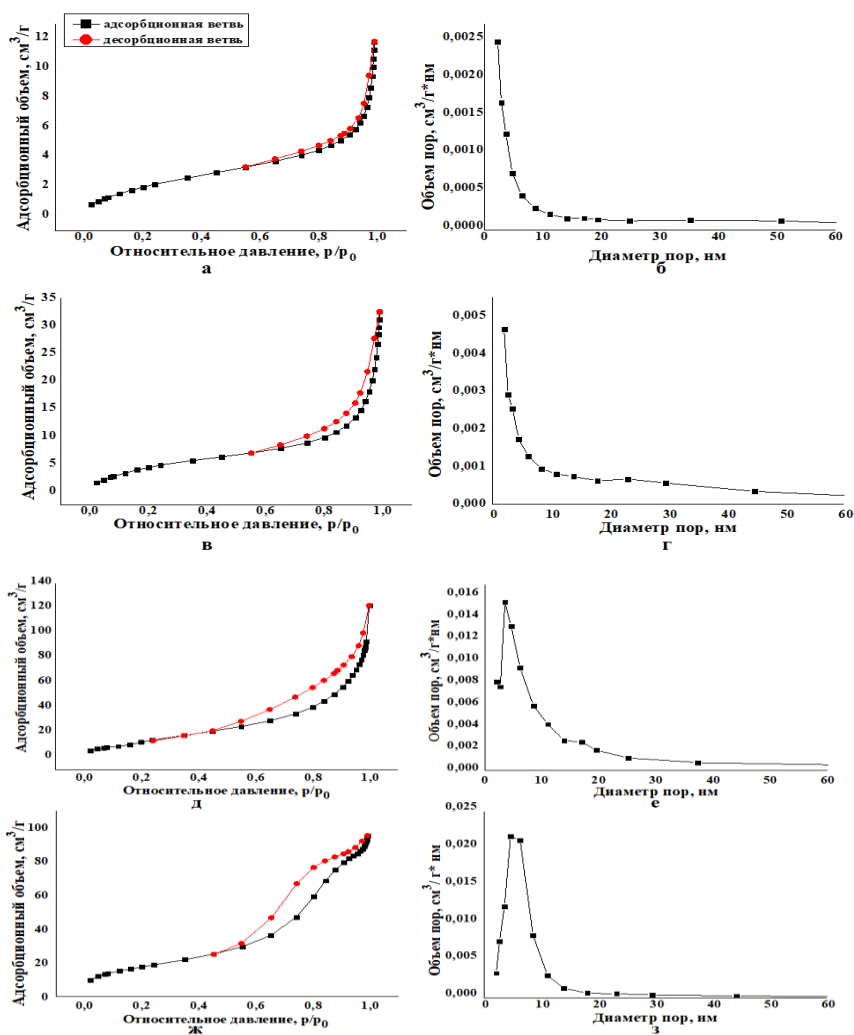 адсорбционная ветвь
десорбционная ветвь
Адсорбционный объем, см³/г
12
10
8
6
4
2
0
0,0 0,2 0,4 0,6 0,8 1,0
Относительное давление, p/p₀
а
Объем пор, см³/г*нм
0,0025
0,0020
0,0015
0,0010
0,0005
0,0000
0 10 20 30 40 50 60
Диаметр пор, нм
б
Адсорбционный объем, см³/г
35
30
25
20
15
10
5
0
0,0 0,2 0,4 0,6 0,8 1,0
Относительное давление, p/p₀
в
Объем пор, см³/г*нм
0,005
0,004
0,003
0,002
0,001
0,000
0 10 20 30 40 50 60
Диаметр пор, нм
г
Адсорбционный объем, см³/г
140
120
100
80
60
40
20
0
0,0 0,2 0,4 0,6 0,8 1,0
Относительное давление, p/p₀
д
Объем пор, см³/г*нм
0,016
0,014
0,012
0,010
0,008
0,006
0,004
0,002
0,000
0 10 20 30 40 50 60
Диаметр пор, нм
е
Адсорбционный объем, см³/г
100
80
60
40
20
0
0,0 0,2 0,4 0,6 0,8 1,0
Относительное давление, p/p₀
ж
Объем пор, см³/г* нм
0,025
0,020
0,015
0,010
0,005
0,000
0 10 20 30 40 50 60
Диаметр пор, нм
з